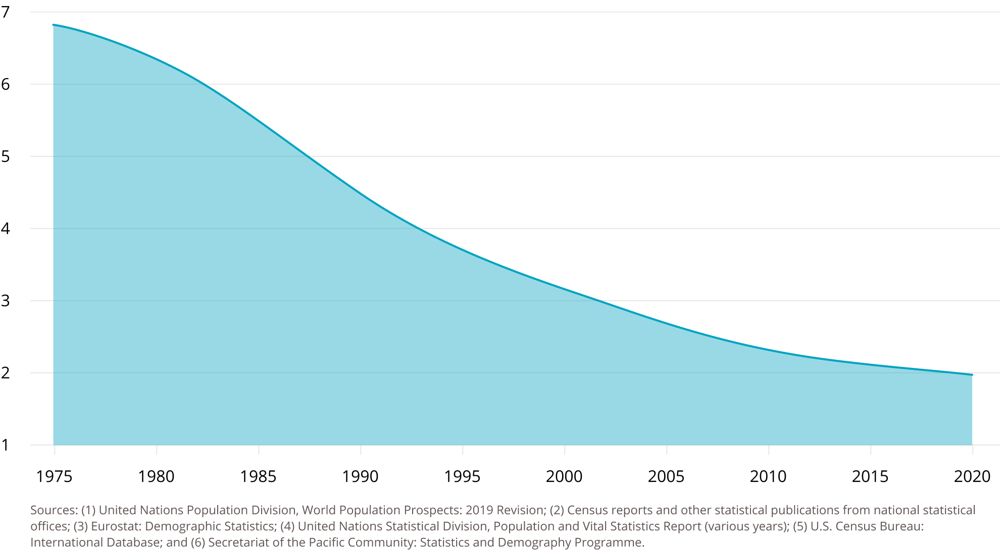 7
6
5
4
3
2
1
1975 1980 1985 1990 1995 2000 2005 2010 2015 2020
Sources: (1) United Nations Population Division, World Population Prospects: 2019 Revision; (2) Census reports and other statistical publications from national statistical
offices; (3) Eurostat: Demographic Statistics; (4) United Nations Statistical Division, Population and Vital Statistics Report (various years); (5) U.S. Census Bureau:
International Database; and (6) Secretariat of the Pacific Community: Statistics and Demography Programme.